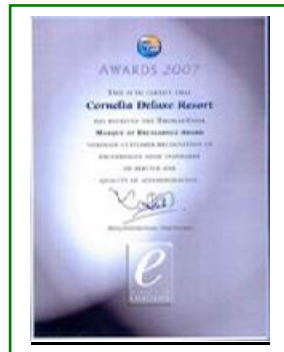 AWARDS 2007
THIS IS TO CERTIFY THAT
Cornelia Deluxe Resort
HAS RECEIVED THE THOMAS COOK
MARQUE OF EXCELLENCE AWARD
THROUGH CUSTOMER RECOGNITION OF
HIGH STANDARDS
OF SERVICE AND
QUALITY OF ACCOMMODATION
e